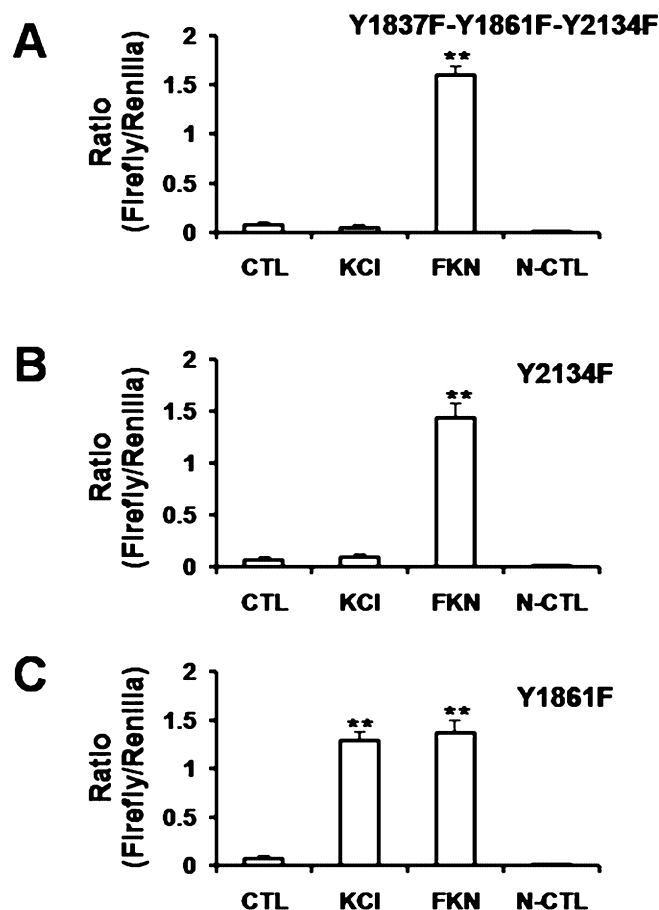 A
Y1837F-Y1861F-Y2134F
Ratio
(Firefly/Renilla)
2
1.5
1
0.5
0
**
CTL KCl FKN N-CTL
B
Y2134F
Ratio
(Firefly/Renilla)
2
1.5
1
0.5
0
**
CTL KCl FKN N-CTL
C
Y1861F
Ratio
(Firefly/Renilla)
2
1.5
1
0.5
0
** **
CTL KCl FKN N-CTL